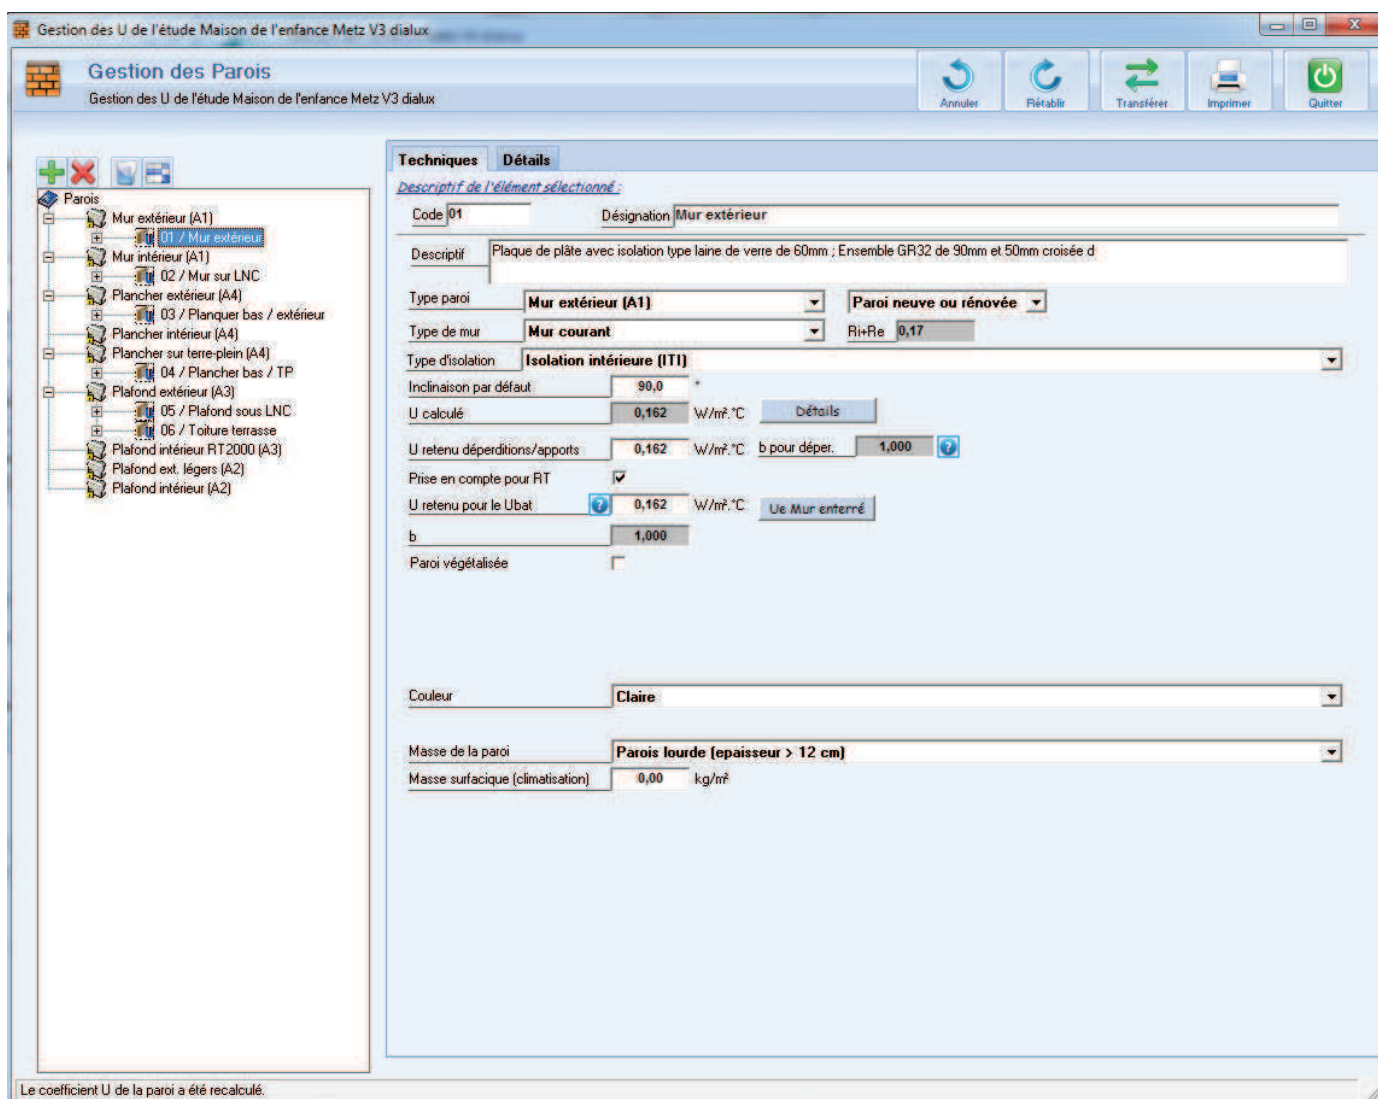 Gestion des U de l'étude Maison de l'enfance Metz V3 dialux
Gestion des Parois
Gestion des U de l'étude Maison de l'enfance Metz V3 dialux
Annuler
Rétablir
Transférer
Imprimer
Quitter
Parois
Mur extérieur (A1)
01 / Mur extérieur
Mur intérieur (A1)
02 / Mur sur LNC
Plancher extérieur (A4)
03 / Planquer bas / extérieur
Plancher intérieur (A4)
Plancher sur terre-plein (A4)
04 / Plancher bas / TP
Plafond extérieur (A3)
05 / Plafond sous LNC
06 / Toiture terrasse
Plafond intérieur RT2000 (A3)
Plafond ext. légers (A2)
Plafond intérieur (A2)
Techniques Détails
Descriptif de l'élément sélectionné :
Code 01 Désignation Mur extérieur
Descriptif Plaque de plâte avec isolation type laine de verre de 60mm ; Ensemble GR32 de 90mm et 50mm croisée d
Type paroi Mur extérieur (A1) Paroi neuve ou rénovée
Type de mur Mur courant Ri+Re 0,17
Type d'isolation Isolation intérieure (ITI)
Inclinaison par défaut 90,0 °
U calculé 0,162 W/m².°C Détails
U retenu déperditions/apports 0,162 W/m².°C b pour déper. 1,000 ?
Prise en compte pour RT
U retenu pour le Ubat ? 0,162 W/m².°C Ue Mur enterré
b 1,000
Paroi végétalisée
Couleur Claire
Masse de la paroi Parois lourde (epaisseur > 12 cm)
Masse surfacique (climatisation) 0,00 kg/m²
Le coefficient U de la paroi a été recalculé.